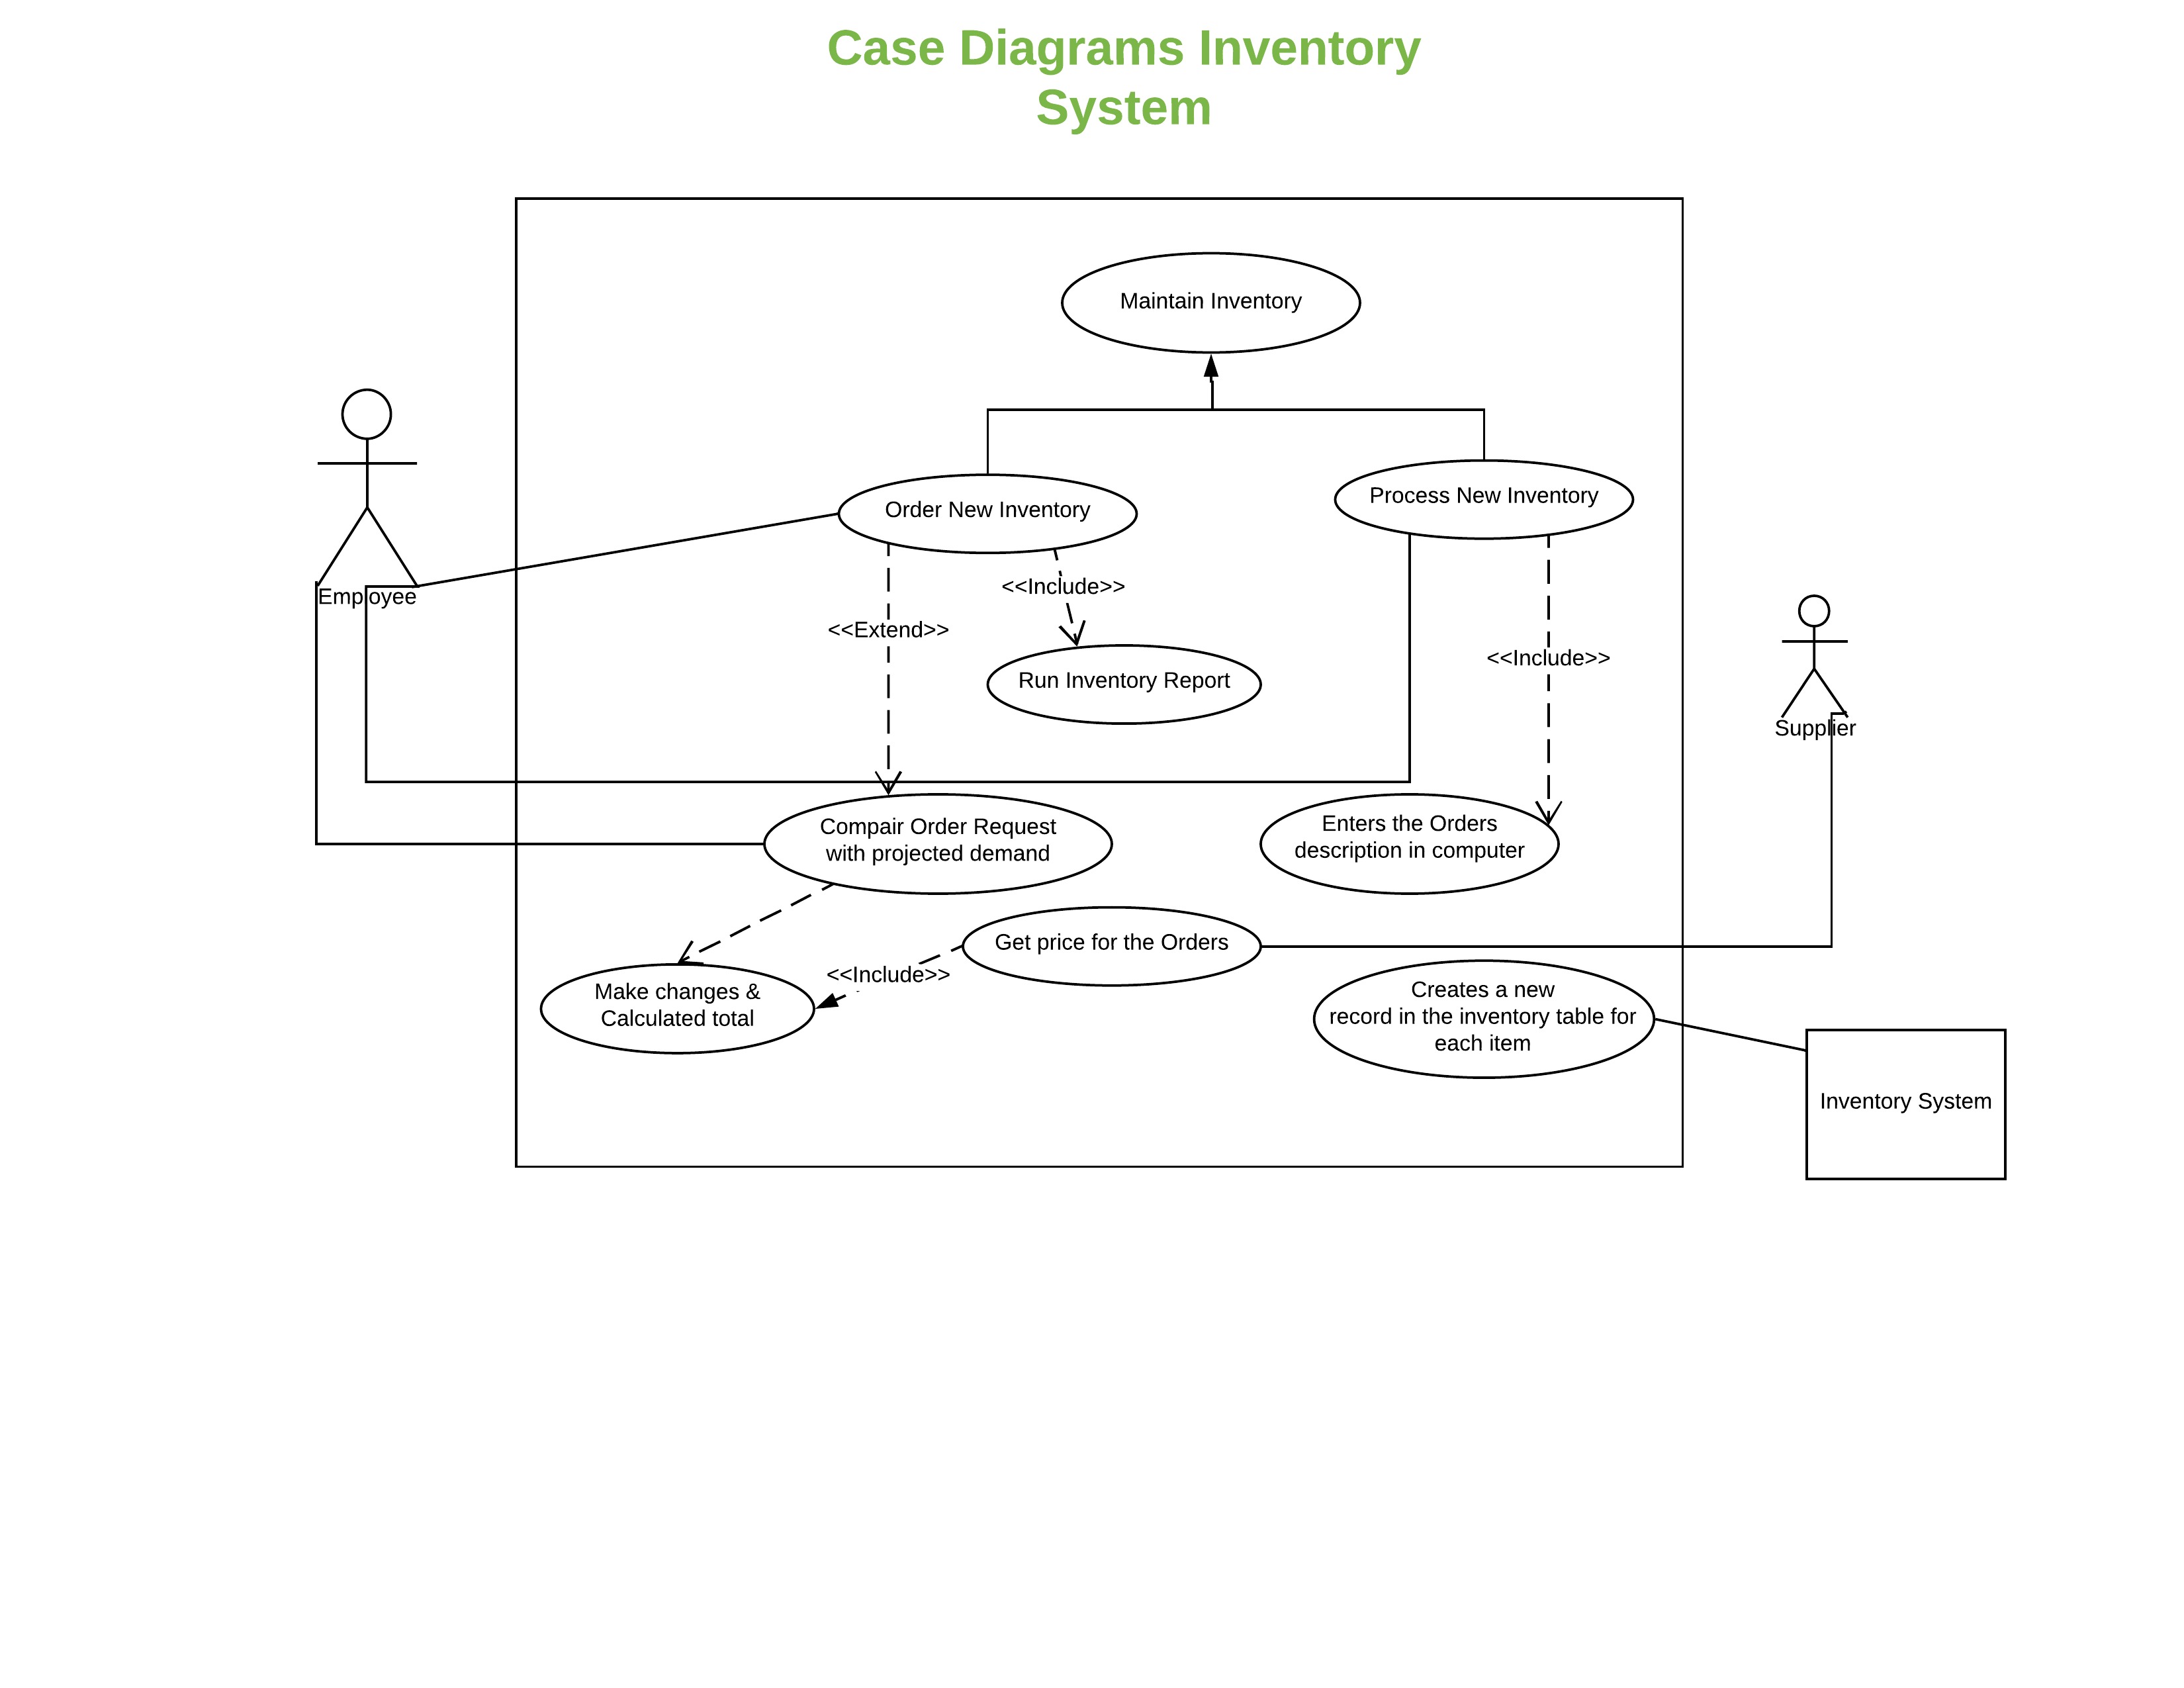 Case Diagrams Inventory
System
Maintain Inventory
Order New Inventory
Process New Inventory
Employee
<<Include>>
<<Extend>>
<<Include>>
Run Inventory Report
Supplier
Compair Order Request
with projected demand
Enters the Orders
description in computer
Get price for the Orders
<<Include>>
Make changes &
Calculated total
Creates a new
record in the inventory table for
each item
Inventory System